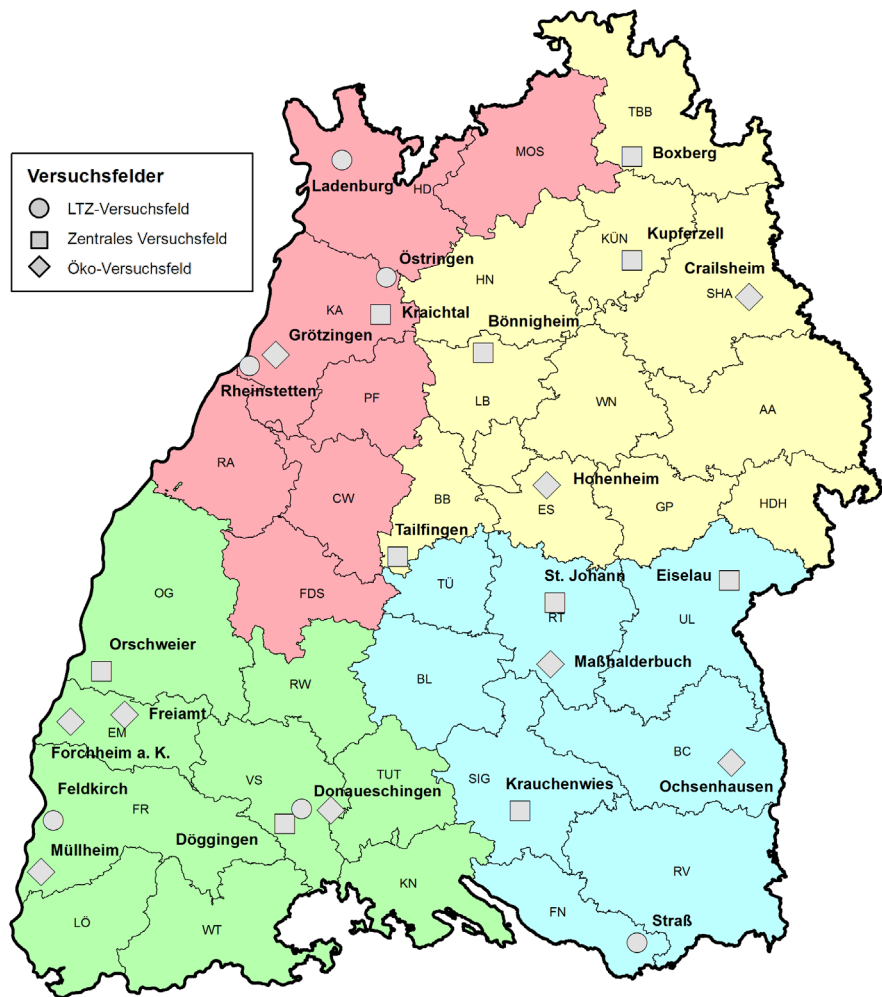 TBB
MOS
Boxberg
Versuchsfelder
LTZ-Versuchsfeld
Zentrales Versuchsfeld
Öko-Versuchsfeld
Ladenburg
HD
KÜN
Kupferzell
Östringen
Crailsheim
HN
SHA
KA
Kraichtal
Bönnigheim
Grötzingen
Rheinstetten
PF
LB
WN
AA
RA
CW
BB
Hohenheim
ES
GP
HDH
Tailfingen
FDS
TÜ
St. Johann
Eiselau
OG
RT
UL
Orschweier
Maßhalderbuch
RW
BL
Freiamt
EM
Forchheim a. K.
BC
VS
TUT
SIG
Feldkirch
Donaueschingen
Krauchenwies
Ochsenhausen
FR
Döggingen
Müllheim
RV
KN
LÖ
WT
FN
Straß